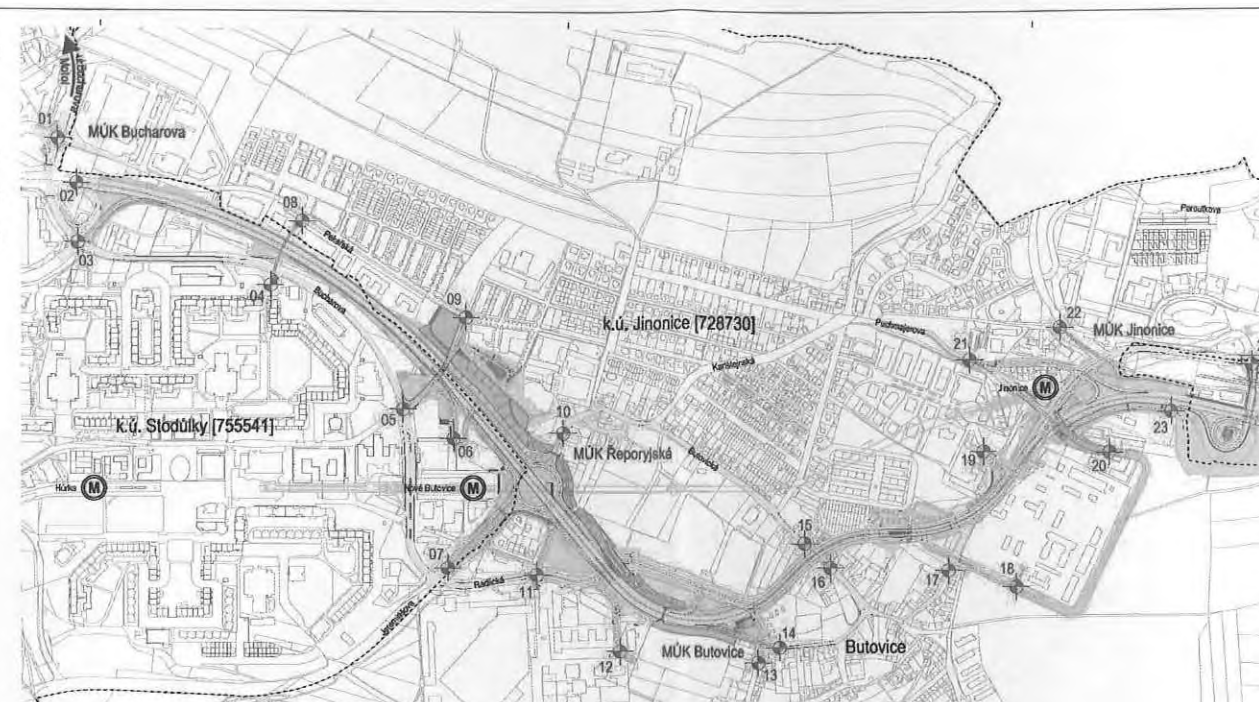 Motol
01
MÚK Bucharova
02
03
08
Pekařská
04
Bucharova
09
k.ú. Jinonice [728730]
Puchmajerova
Karlštejnská
21
22
MÚK Jinonice
Peroutkova
Jinonice
M
23
05
k.ú. Stodůlky [755541]
06
10
MÚK Řeporyjská
Butovická
19
20
Hůrka
M
Nové Butovice
M
07
Radlická
11
Jeremiášova
15
16
17
18
12
MÚK Butovice
13
14
Butovice